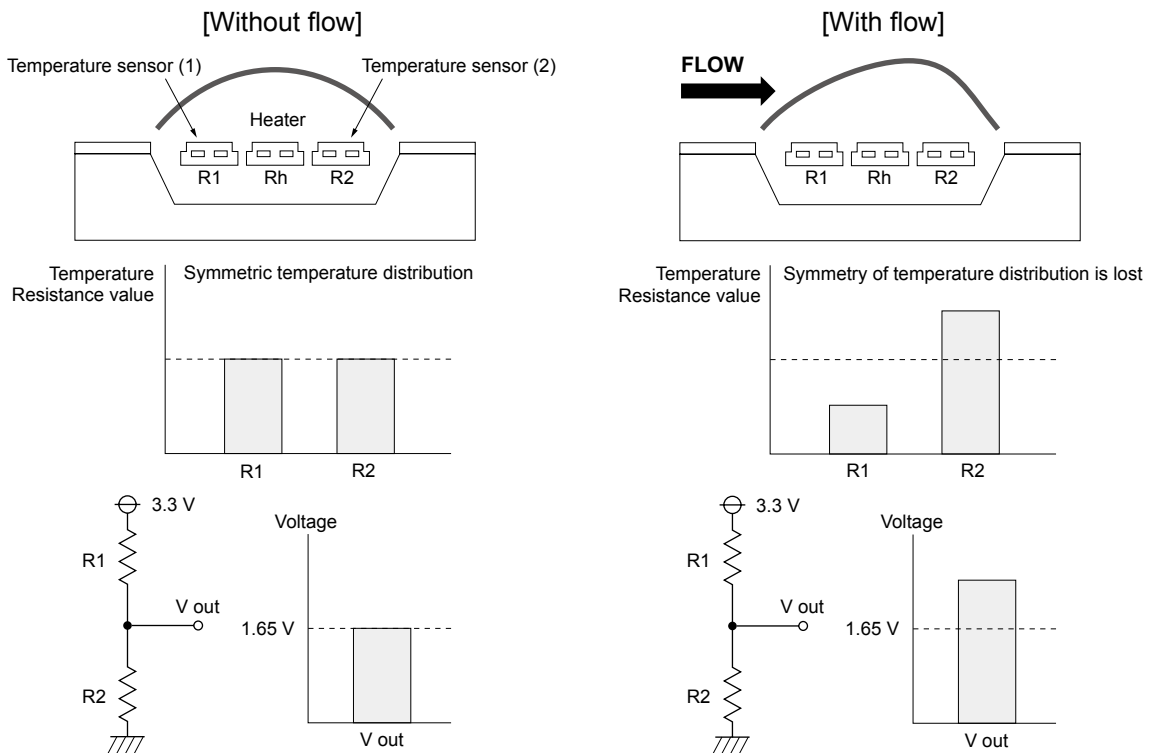 [Without flow]
Temperature sensor (1)
Temperature sensor (2)
Heater
R1
Rh
R2
Temperature
Resistance value
Symmetric temperature distribution
R1
R2
3.3 V
R1
V out
R2
Voltage
1.65 V
V out
[With flow]
FLOW
R1
Rh
R2
Temperature
Resistance value
Symmetry of temperature distribution is lost
R1
R2
3.3 V
R1
V out
R2
Voltage
1.65 V
V out